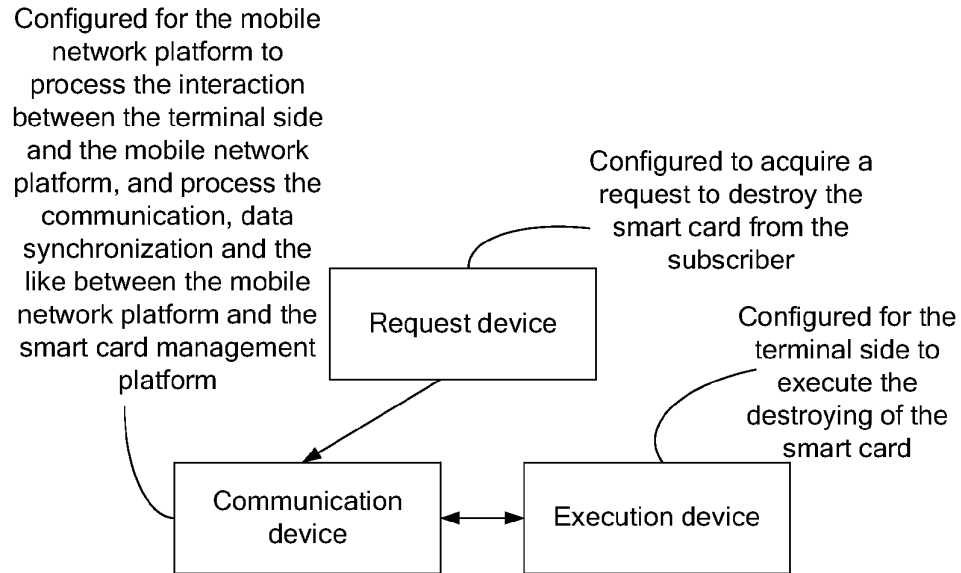 Configured for the mobile
network platform to
process the interaction
between the terminal side
and the mobile network
platform, and process the
communication, data
synchronization and the
like between the mobile
network platform and the
smart card management
platform
Configured to acquire a
request to destroy the
smart card from the
subscriber
Request device
Configured for the
terminal side to
execute the
destroying of the
smart card
Communication
device
Execution device